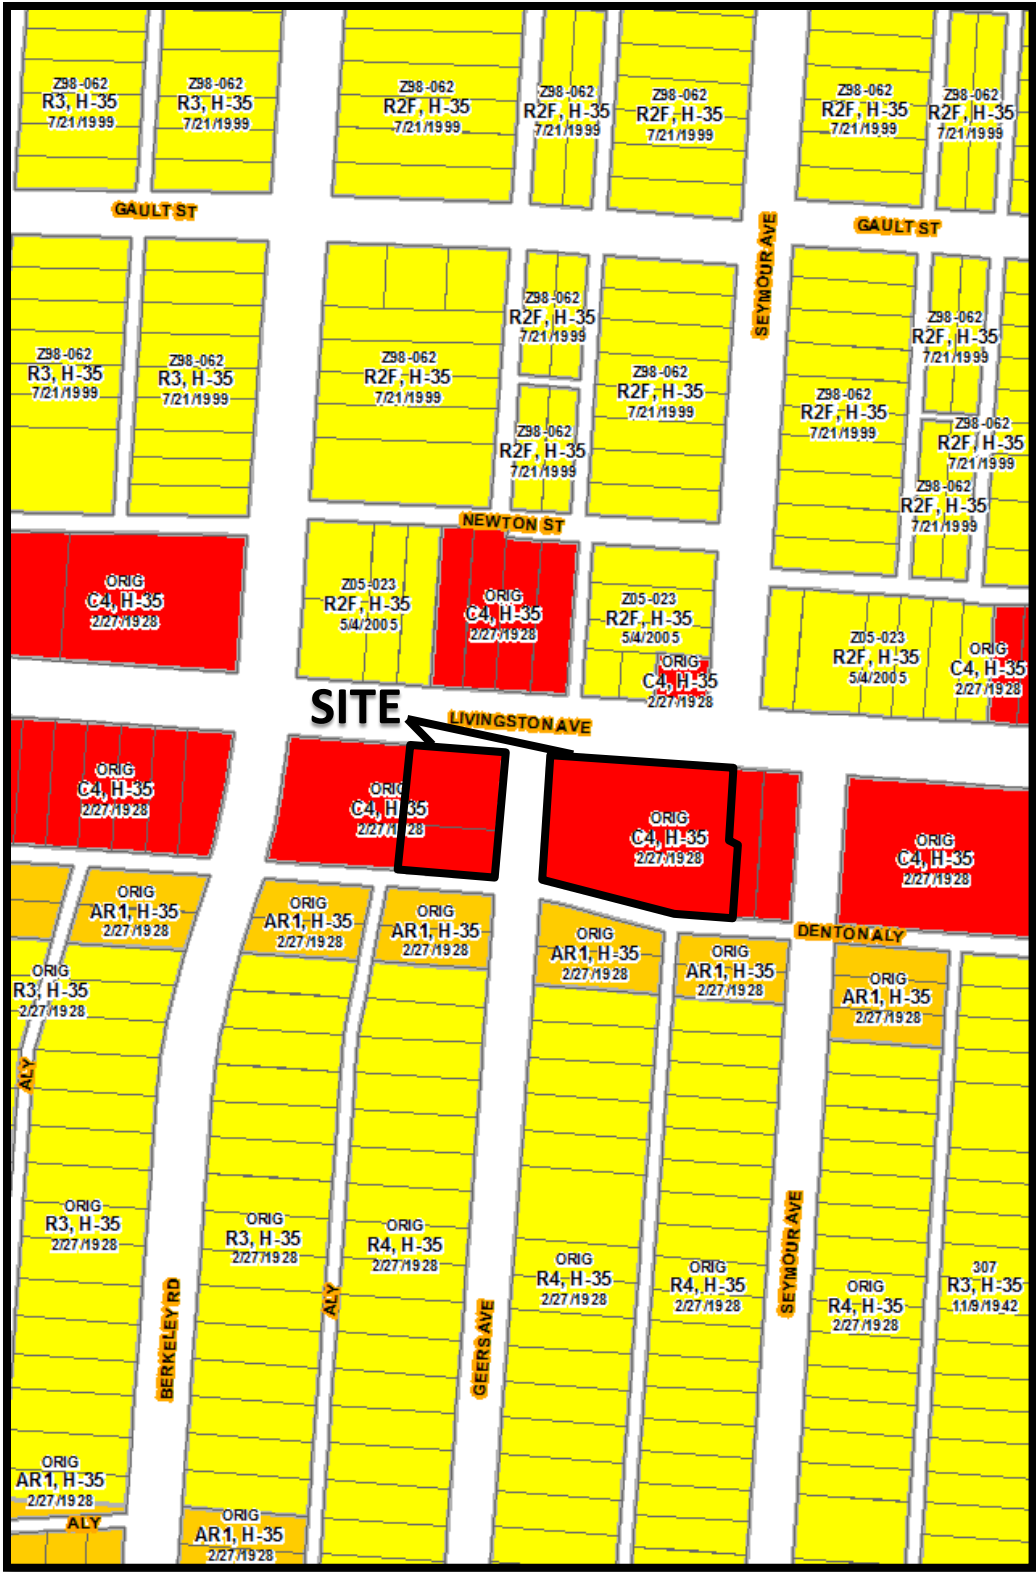 Z98-062
R3, H-35
7/21/1999
Z98-062
R3, H-35
7/21/1999
Z98-062
R2F, H-35
7/21/1999
Z98-062
R2F, H-35
7/21/1999
Z98-062
R2F, H-35
7/21/1999
Z98-062
R2F, H-35
7/21/1999
Z98-062
R2F, H-35
7/21/1999
GAULT ST
GAULT ST
SEYMOUR AVE
Z98-062
R3, H-35
7/21/1999
Z98-062
R3, H-35
7/21/1999
Z98-062
R2F, H-35
7/21/1999
Z98-062
R2F, H-35
7/21/1999
Z98-062
R2F, H-35
7/21/1999
Z98-062
R2F, H-35
7/21/1999
Z98-062
R2F, H-35
7/21/1999
Z98-062
R2F, H-35
7/21/1999
Z98-062
R2F, H-35
7/21/1999
Z98-062
R2F, H-35
7/21/1999
NEWTON ST
ORIG
C4, H-35
2/27/1928
Z05-023
R2F, H-35
5/4/2005
ORIG
C4, H-35
2/27/1928
Z05-023
R2F, H-35
5/4/2005
ORIG
C4, H-35
2/27/1928
Z05-023
R2F, H-35
5/4/2005
ORIG
C4, H-35
2/27/1928
SITE
LIVINGSTON AVE
ORIG
C4, H-35
2/27/1928
ORIG
C4, H-35
2/27/1928
ORIG
C4, H-35
2/27/1928
ORIG
C4, H-35
2/27/1928
ORIG
AR1, H-35
2/27/1928
ORIG
AR1, H-35
2/27/1928
ORIG
AR1, H-35
2/27/1928
ORIG
AR1, H-35
2/27/1928
ORIG
AR1, H-35
2/27/1928
DENTON ALY
ORIG
AR1, H-35
2/27/1928
ORIG
R3, H-35
2/27/1928
ALY
ORIG
R3, H-35
2/27/1928
ORIG
R3, H-35
2/27/1928
ORIG
R4, H-35
2/27/1928
ORIG
R4, H-35
2/27/1928
ORIG
R4, H-35
2/27/1928
ORIG
R4, H-35
2/27/1928
307
R3, H-35
11/9/1942
BERKELEY RD
ALY
GEERS AVE
SEYMOUR AVE
ORIG
AR1, H-35
2/27/1928
ALY
ORIG
AR1, H-35
2/27/1928